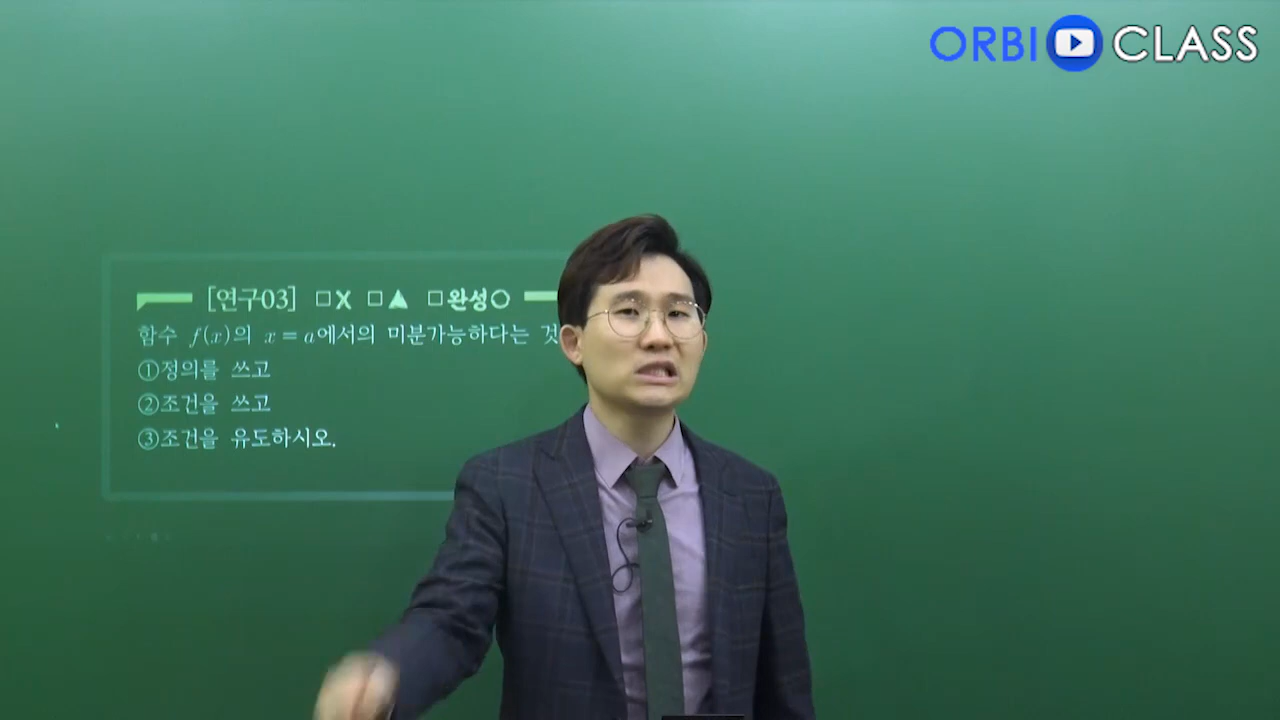 ORBI CLASS
[연구03] □X □▲ □완성○
함수 f(x)의 x = a에서의 미분가능하다는 것
①정의를 쓰고
②조건을 쓰고
③조건을 유도하시오.